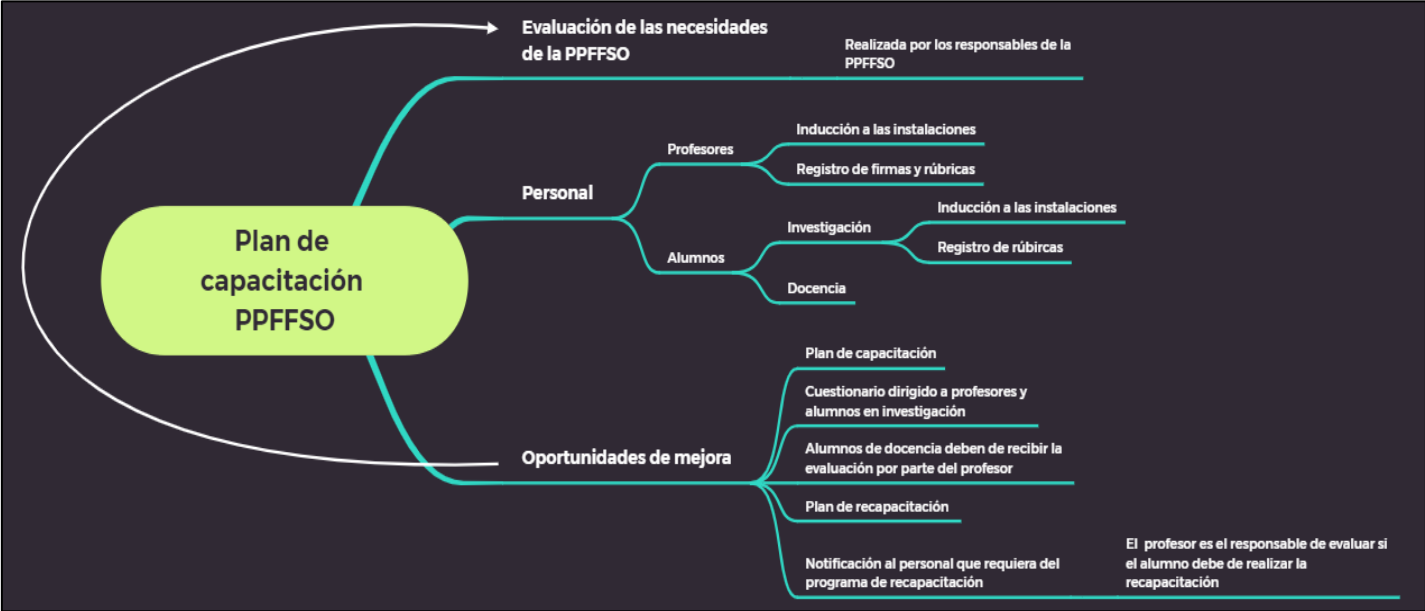 Evaluación de las necesidades
de la PPFFSO
Realizada por los responsables de la
PPFFSO
Plan de
capacitación
PPFFSO
Personal
Profesores
Inducción a las instalaciones
Registro de firmas y rúbricas
Alumnos
Investigación
Inducción a las instalaciones
Registro de rúbircas
Docencia
Oportunidades de mejora
Plan de capacitación
Cuestionario dirigido a profesores y
alumnos en investigación
Alumnos de docencia deben de recibir la
evaluación por parte del profesor
Plan de recapacitación
Notificación al personal que requiera del
programa de recapacitación
El profesor es el responsable de evaluar si
el alumno debe de realizar la
recapacitación